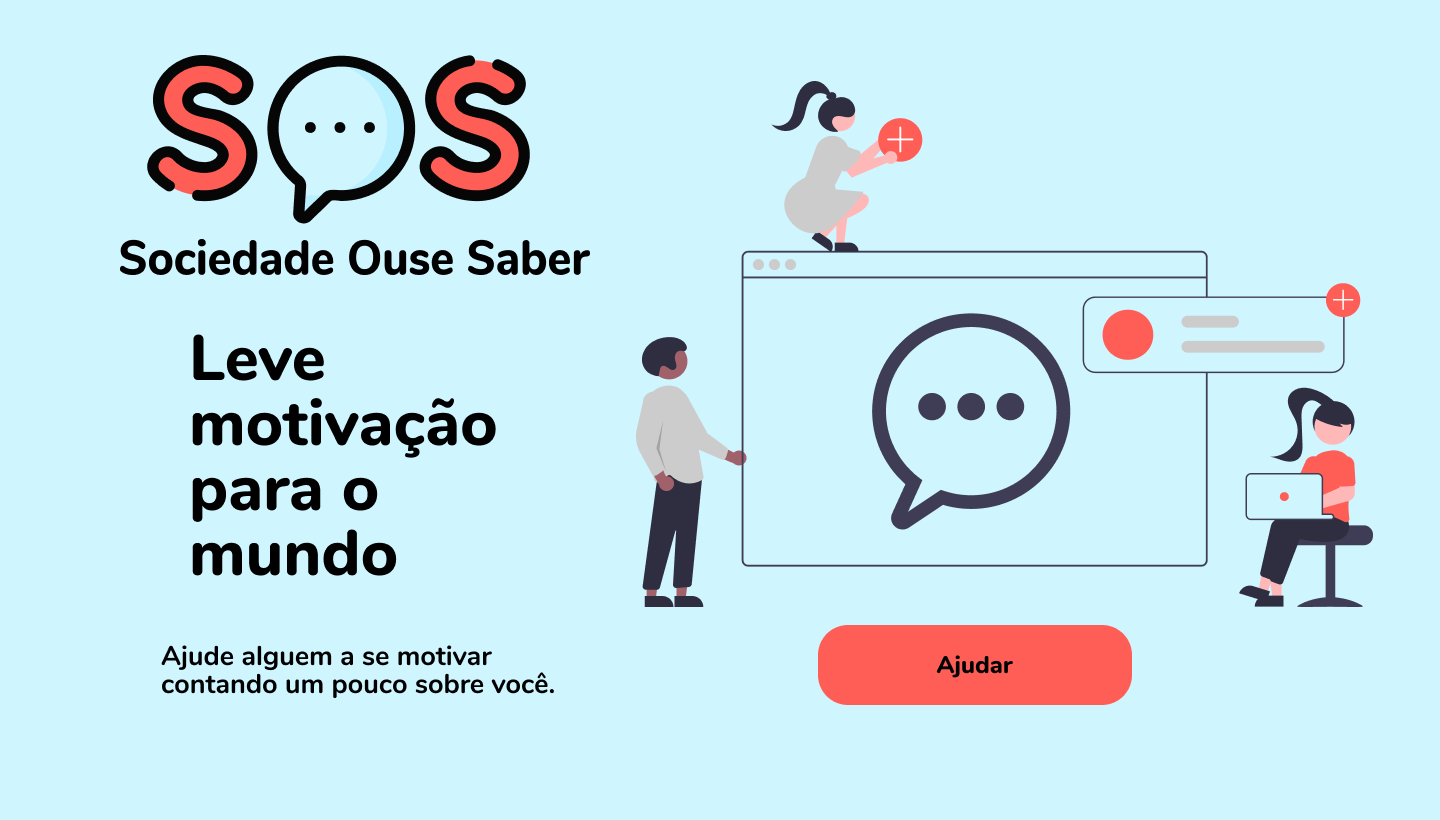 SOS
Sociedade Ouse Saber
Leve
motivação
para o
mundo
Ajude alguem a se motivar
contando um pouco sobre você.
Ajudar